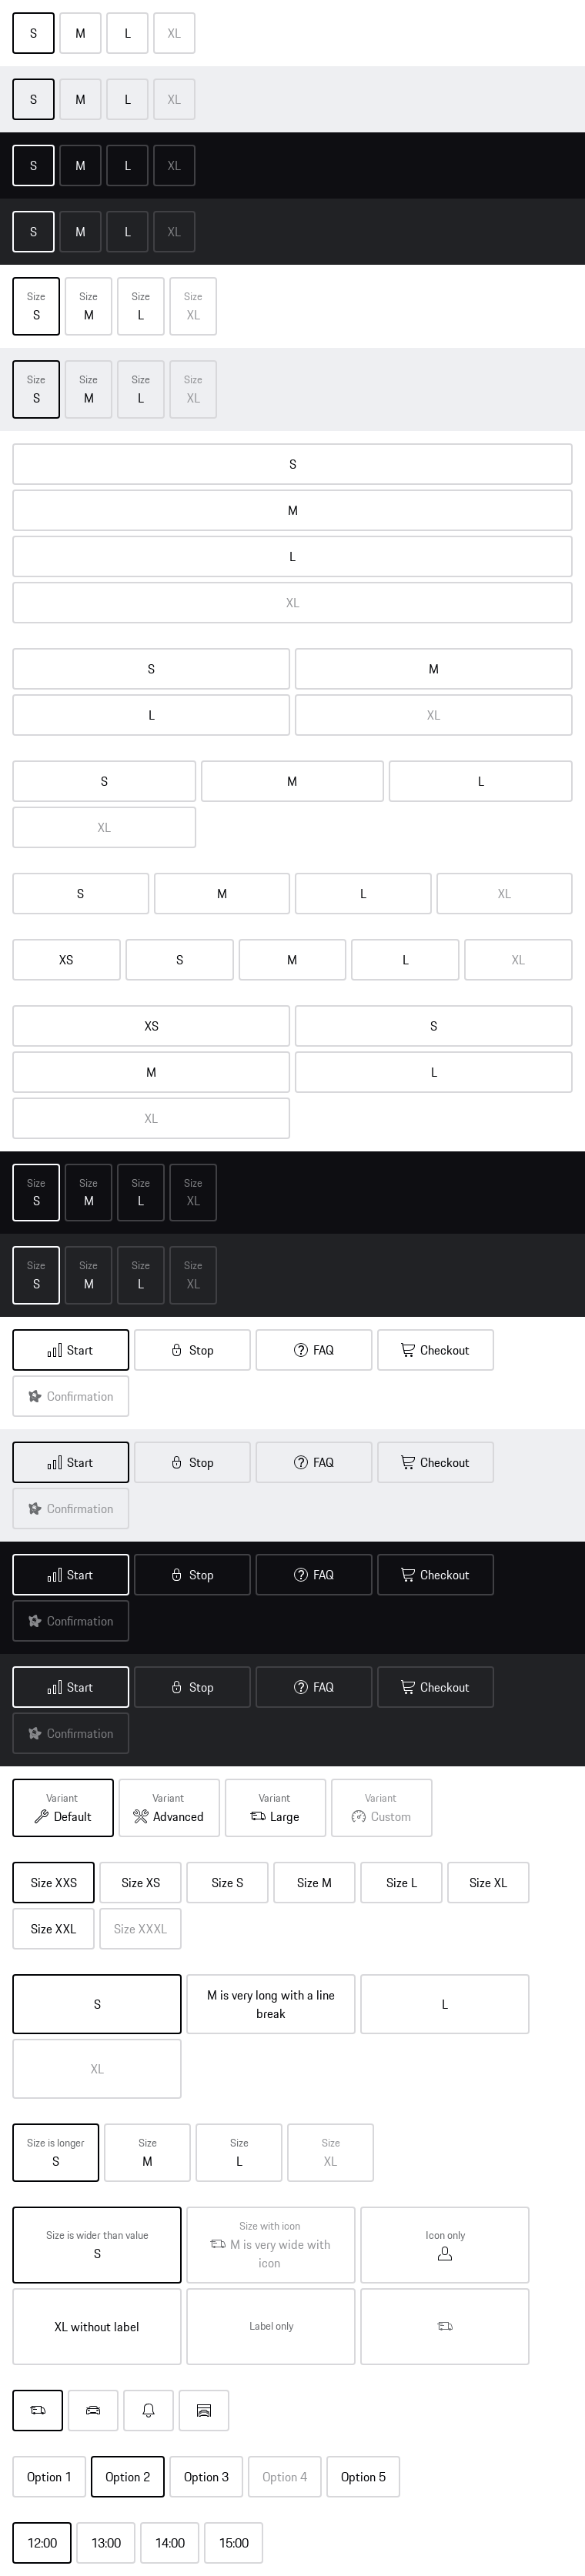 S M L XL
S M L XL
S M L XL
S M L XL
Size Size Size Size
S M L XL
Size Size Size Size
S M L XL
S
M
L
XL
S M
L XL
S M L
XL
S M L XL
XS S M L XL
XS S
M L
XL
Size Size Size Size
S M L XL
Size Size Size Size
S M L XL
Start Stop FAQ Checkout
Confirmation
Start Stop FAQ Checkout
Confirmation
Start Stop FAQ Checkout
Confirmation
Start Stop FAQ Checkout
Confirmation
Variant Variant Variant Variant
Default Advanced Large Custom
Size XXS Size XS Size S Size M Size L Size XL
Size XXL Size XXXL
S
M is very long with a line
break
L
XL
Size is longer Size Size Size
S M L XL
Size is wider than value
S
Size with icon
M is very wide with
icon
Icon only
XL without label
Label only
Option 1 Option 2 Option 3 Option 4 Option 5
12:00 13:00 14:00 15:00